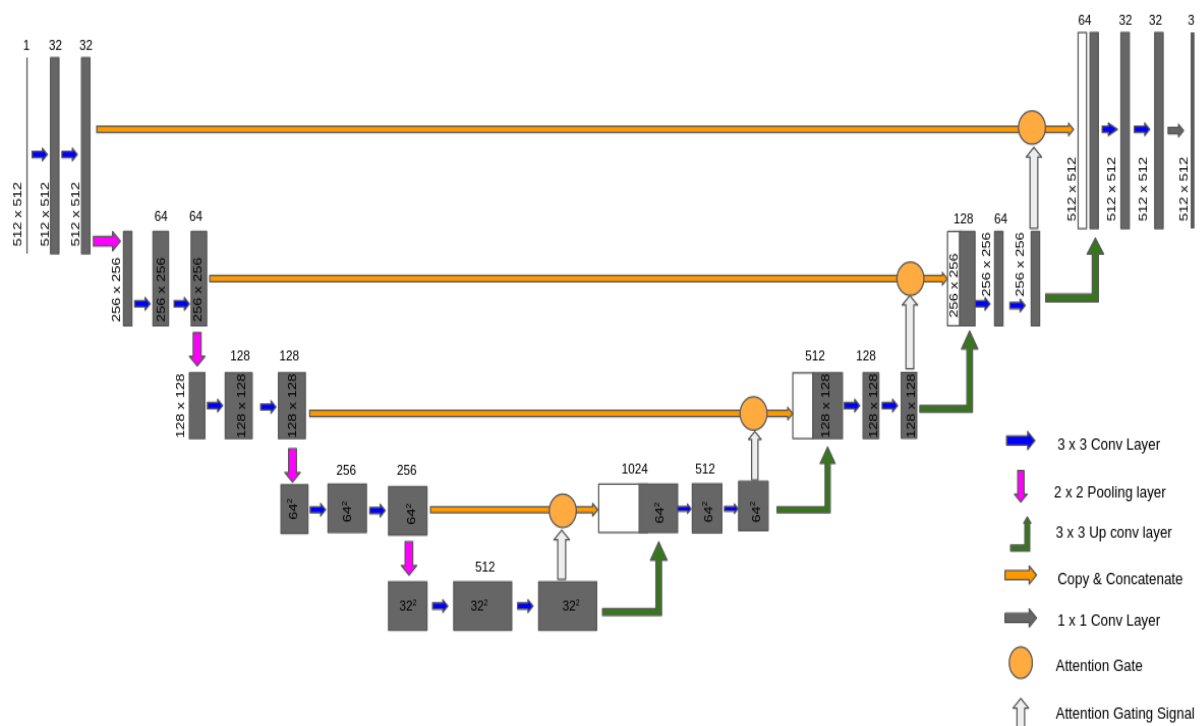 1 32 32
512 x 512
512 x 512
512 x 512
64 64
256 x 256
256 x 256
256 x 256
128 128
128 x 128
128 x 128
128 x 128
256 256
64²
64²
64²
512
32²
32²
32²
1024 512
64²
64²
64²
512 128
128 x 128
128 x 128
128 x 128
128 64
256 x 256
256 x 256
256 x 256
64 32 32 3
512 x 512
512 x 512
512 x 512
512 x 512
3 x 3 Conv Layer
2 x 2 Pooling layer
3 x 3 Up conv layer
Copy & Concatenate
1 x 1 Conv Layer
Attention Gate
Attention Gating Signal